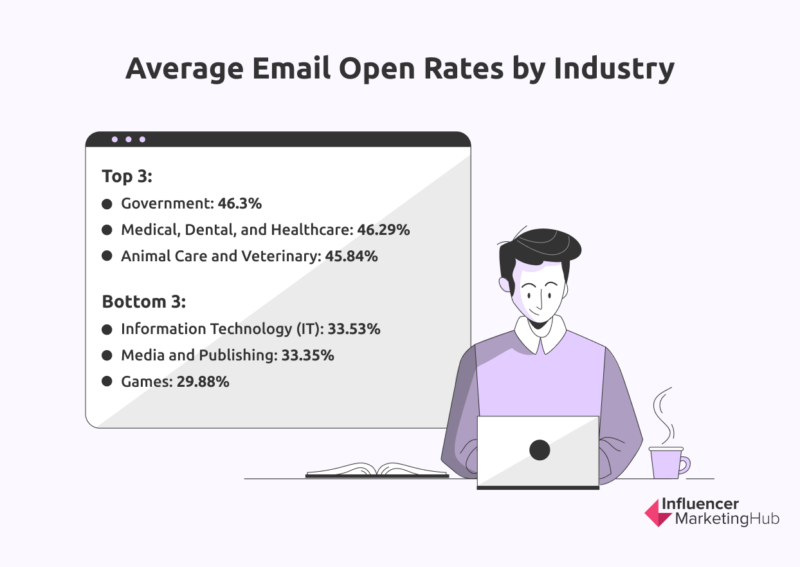 Average Email Open Rates by Industry
Top 3:
Government: 46.3%
Medical, Dental, and Healthcare: 46.29%
Animal Care and Veterinary: 45.84%
Bottom 3:
Information Technology (IT): 33.53%
Media and Publishing: 33.35%
Games: 29.88%
Influencer
MarketingHub